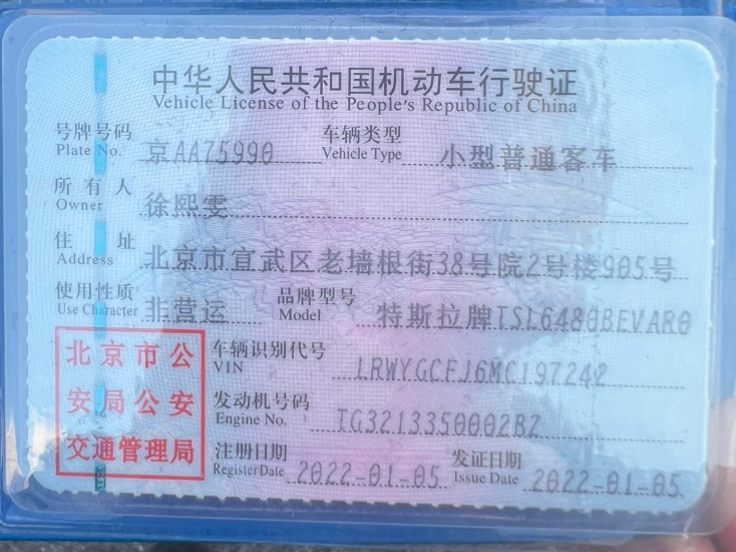 中华人民共和国机动车行驶证
Vehicle License of the People's Republic of China
号牌号码 京AA75990 车辆类型 小型普通客车
Plate No. Vehicle Type
所有人 徐熙雯
Owner
住址 北京市宣武区老墙根街38号院2号楼905号
Address
使用性质 非营运 品牌型号 特斯拉牌TSL6480BEVAR0
Use Character Model
北京市公安局公安交通管理局
车辆识别代号 LRWYGCFJ6MC197242
VIN
发动机号码 TG3213350002BZ
Engine No.
注册日期 2022-01-05 发证日期 2022-01-05
Register Date Issue Date